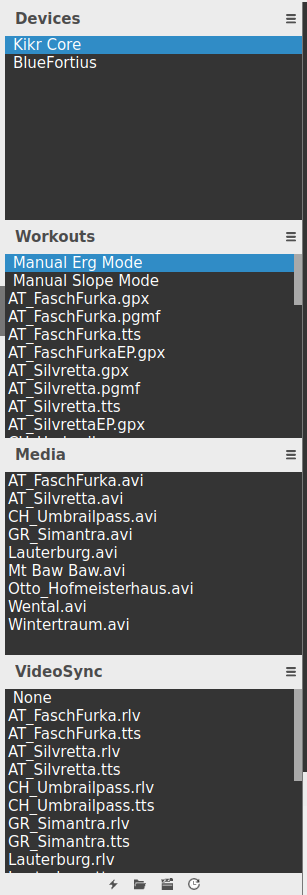 Devices
Kikr Core
BlueFortius
Workouts
Manual Erg Mode
Manual Slope Mode
AT_FaschFurka.gpx
AT_FaschFurka.pgmf
AT_FaschFurka.tts
AT_FaschFurkaEP.gpx
AT_Silvretta.gpx
AT_Silvretta.pgmf
AT_Silvretta.tts
AT_SilvrettaEP.gpx
Media
AT_FaschFurka.avi
AT_Silvretta.avi
CH_Umbrailpass.avi
GR_Simantra.avi
Lauterburg.avi
Mt Baw Baw.avi
Otto_Hofmeisterhaus.avi
Wental.avi
Wintertraum.avi
VideoSync
None
AT_FaschFurka.rlv
AT_FaschFurka.tts
AT_Silvretta.rlv
AT_Silvretta.tts
CH_Umbrailpass.rlv
CH_Umbrailpass.tts
GR_Simantra.rlv
GR_Simantra.tts
Lauterburg.rlv